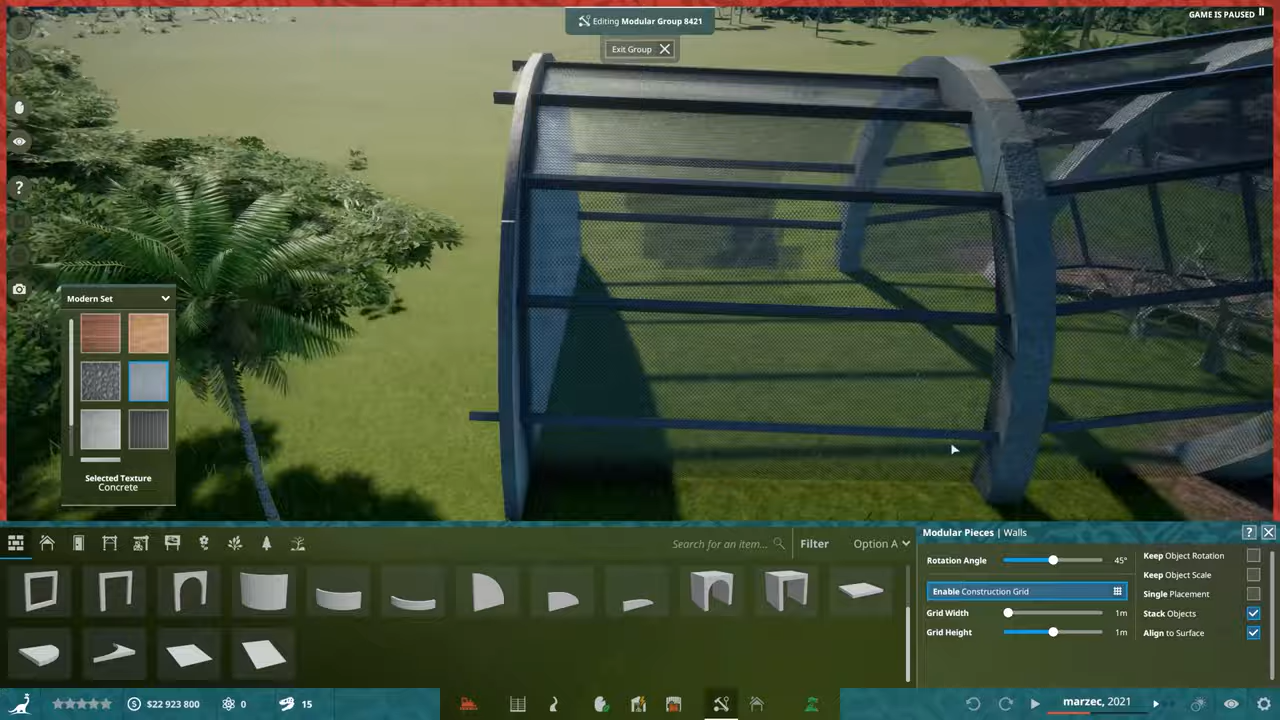 Editing Modular Group 8421
GAME IS PAUSED
Exit Group
?
Modern Set
Selected Texture
Concrete
Search for an item...
Filter
Option A
Modular Pieces | Walls
?
Rotation Angle
45°
Keep Object Rotation
Keep Object Scale
Enable Construction Grid
Single Placement
Grid Width
1m
Stack Objects
Grid Height
1m
Align to Surface
$22 923 800
0
15
marzec, 2021